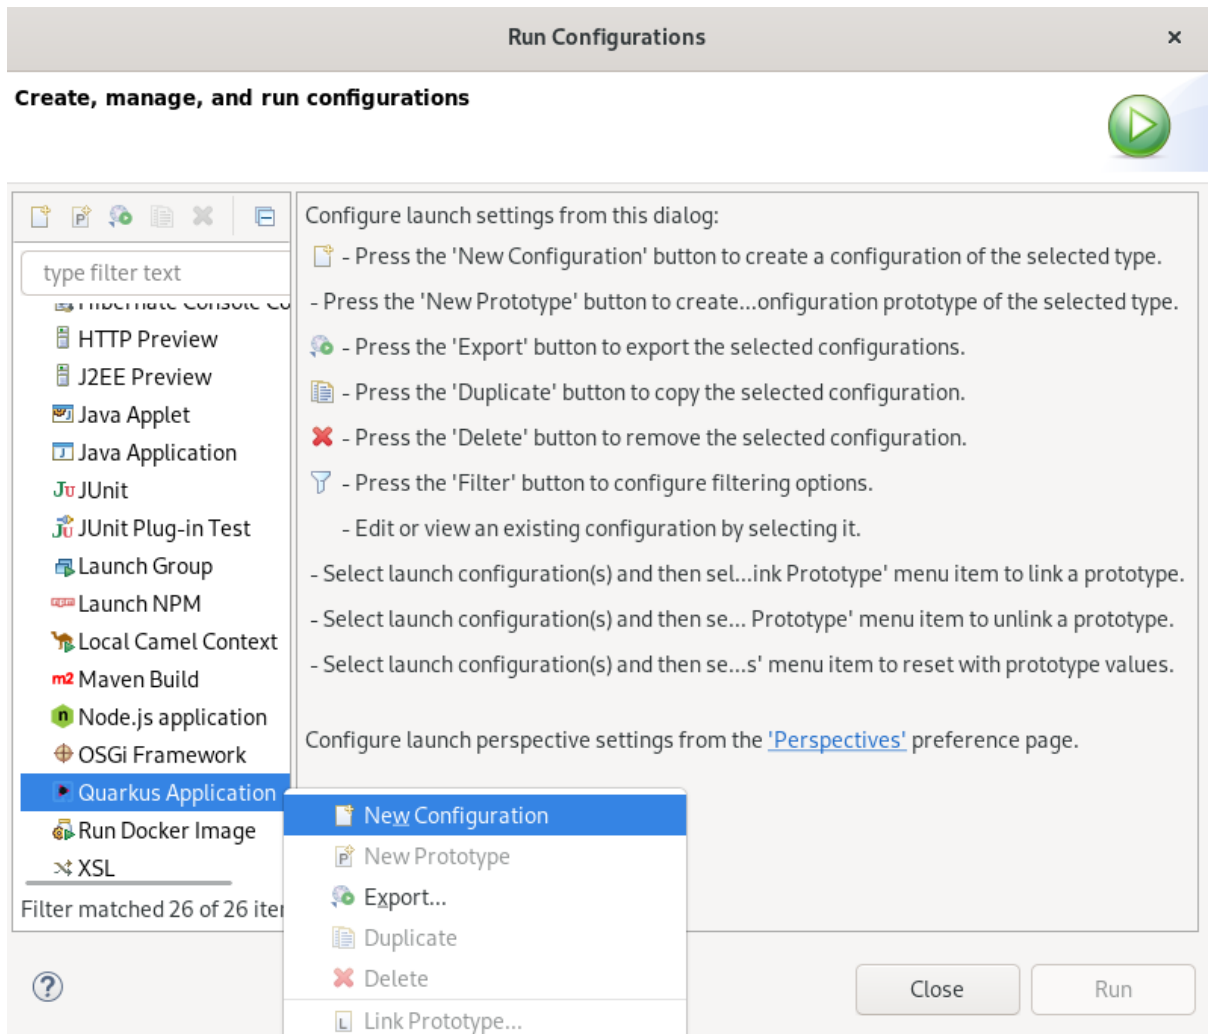 Run Configurations
Create, manage, and run configurations
type filter text
Hibernate Console Co
HTTP Preview
J2EE Preview
Java Applet
Java Application
JUnit
JUnit Plug-in Test
Launch Group
Launch NPM
Local Camel Context
m2 Maven Build
Node.js application
OSGi Framework
Quarkus Application
Run Docker Image
XSL
Filter matched 26 of 26 iter
Configure launch settings from this dialog:
- Press the 'New Configuration' button to create a configuration of the selected type.
- Press the 'New Prototype' button to create...onfiguration prototype of the selected type.
- Press the 'Export' button to export the selected configurations.
- Press the 'Duplicate' button to copy the selected configuration.
- Press the 'Delete' button to remove the selected configuration.
- Press the 'Filter' button to configure filtering options.
- Edit or view an existing configuration by selecting it.
- Select launch configuration(s) and then sel...ink Prototype' menu item to link a prototype.
- Select launch configuration(s) and then se... Prototype' menu item to unlink a prototype.
- Select launch configuration(s) and then se...s' menu item to reset with prototype values.
Configure launch perspective settings from the 'Perspectives' preference page.
New Configuration
New Prototype
Export...
Duplicate
Delete
Link Prototype...
Close
Run